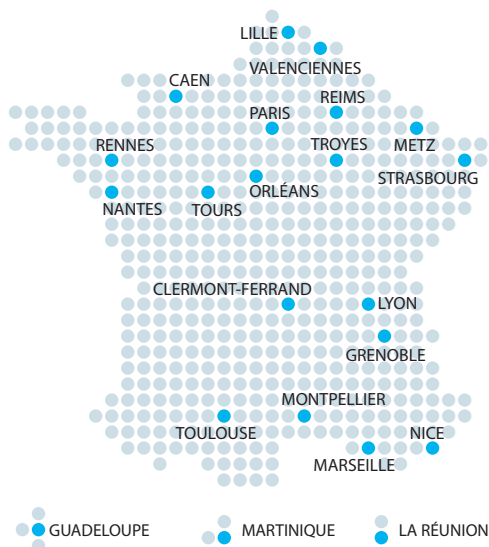 LILLE
VALENCIENNES
CAEN
REIMS
PARIS
RENNES
TROYES
METZ
STRASBOURG
ORLÉANS
NANTES
TOURS
CLERMONT-FERRAND
LYON
GRENOBLE
MONTPELLIER
TOULOUSE
NICE
MARSEILLE
GUADELOUPE
MARTINIQUE
LA RÉUNION